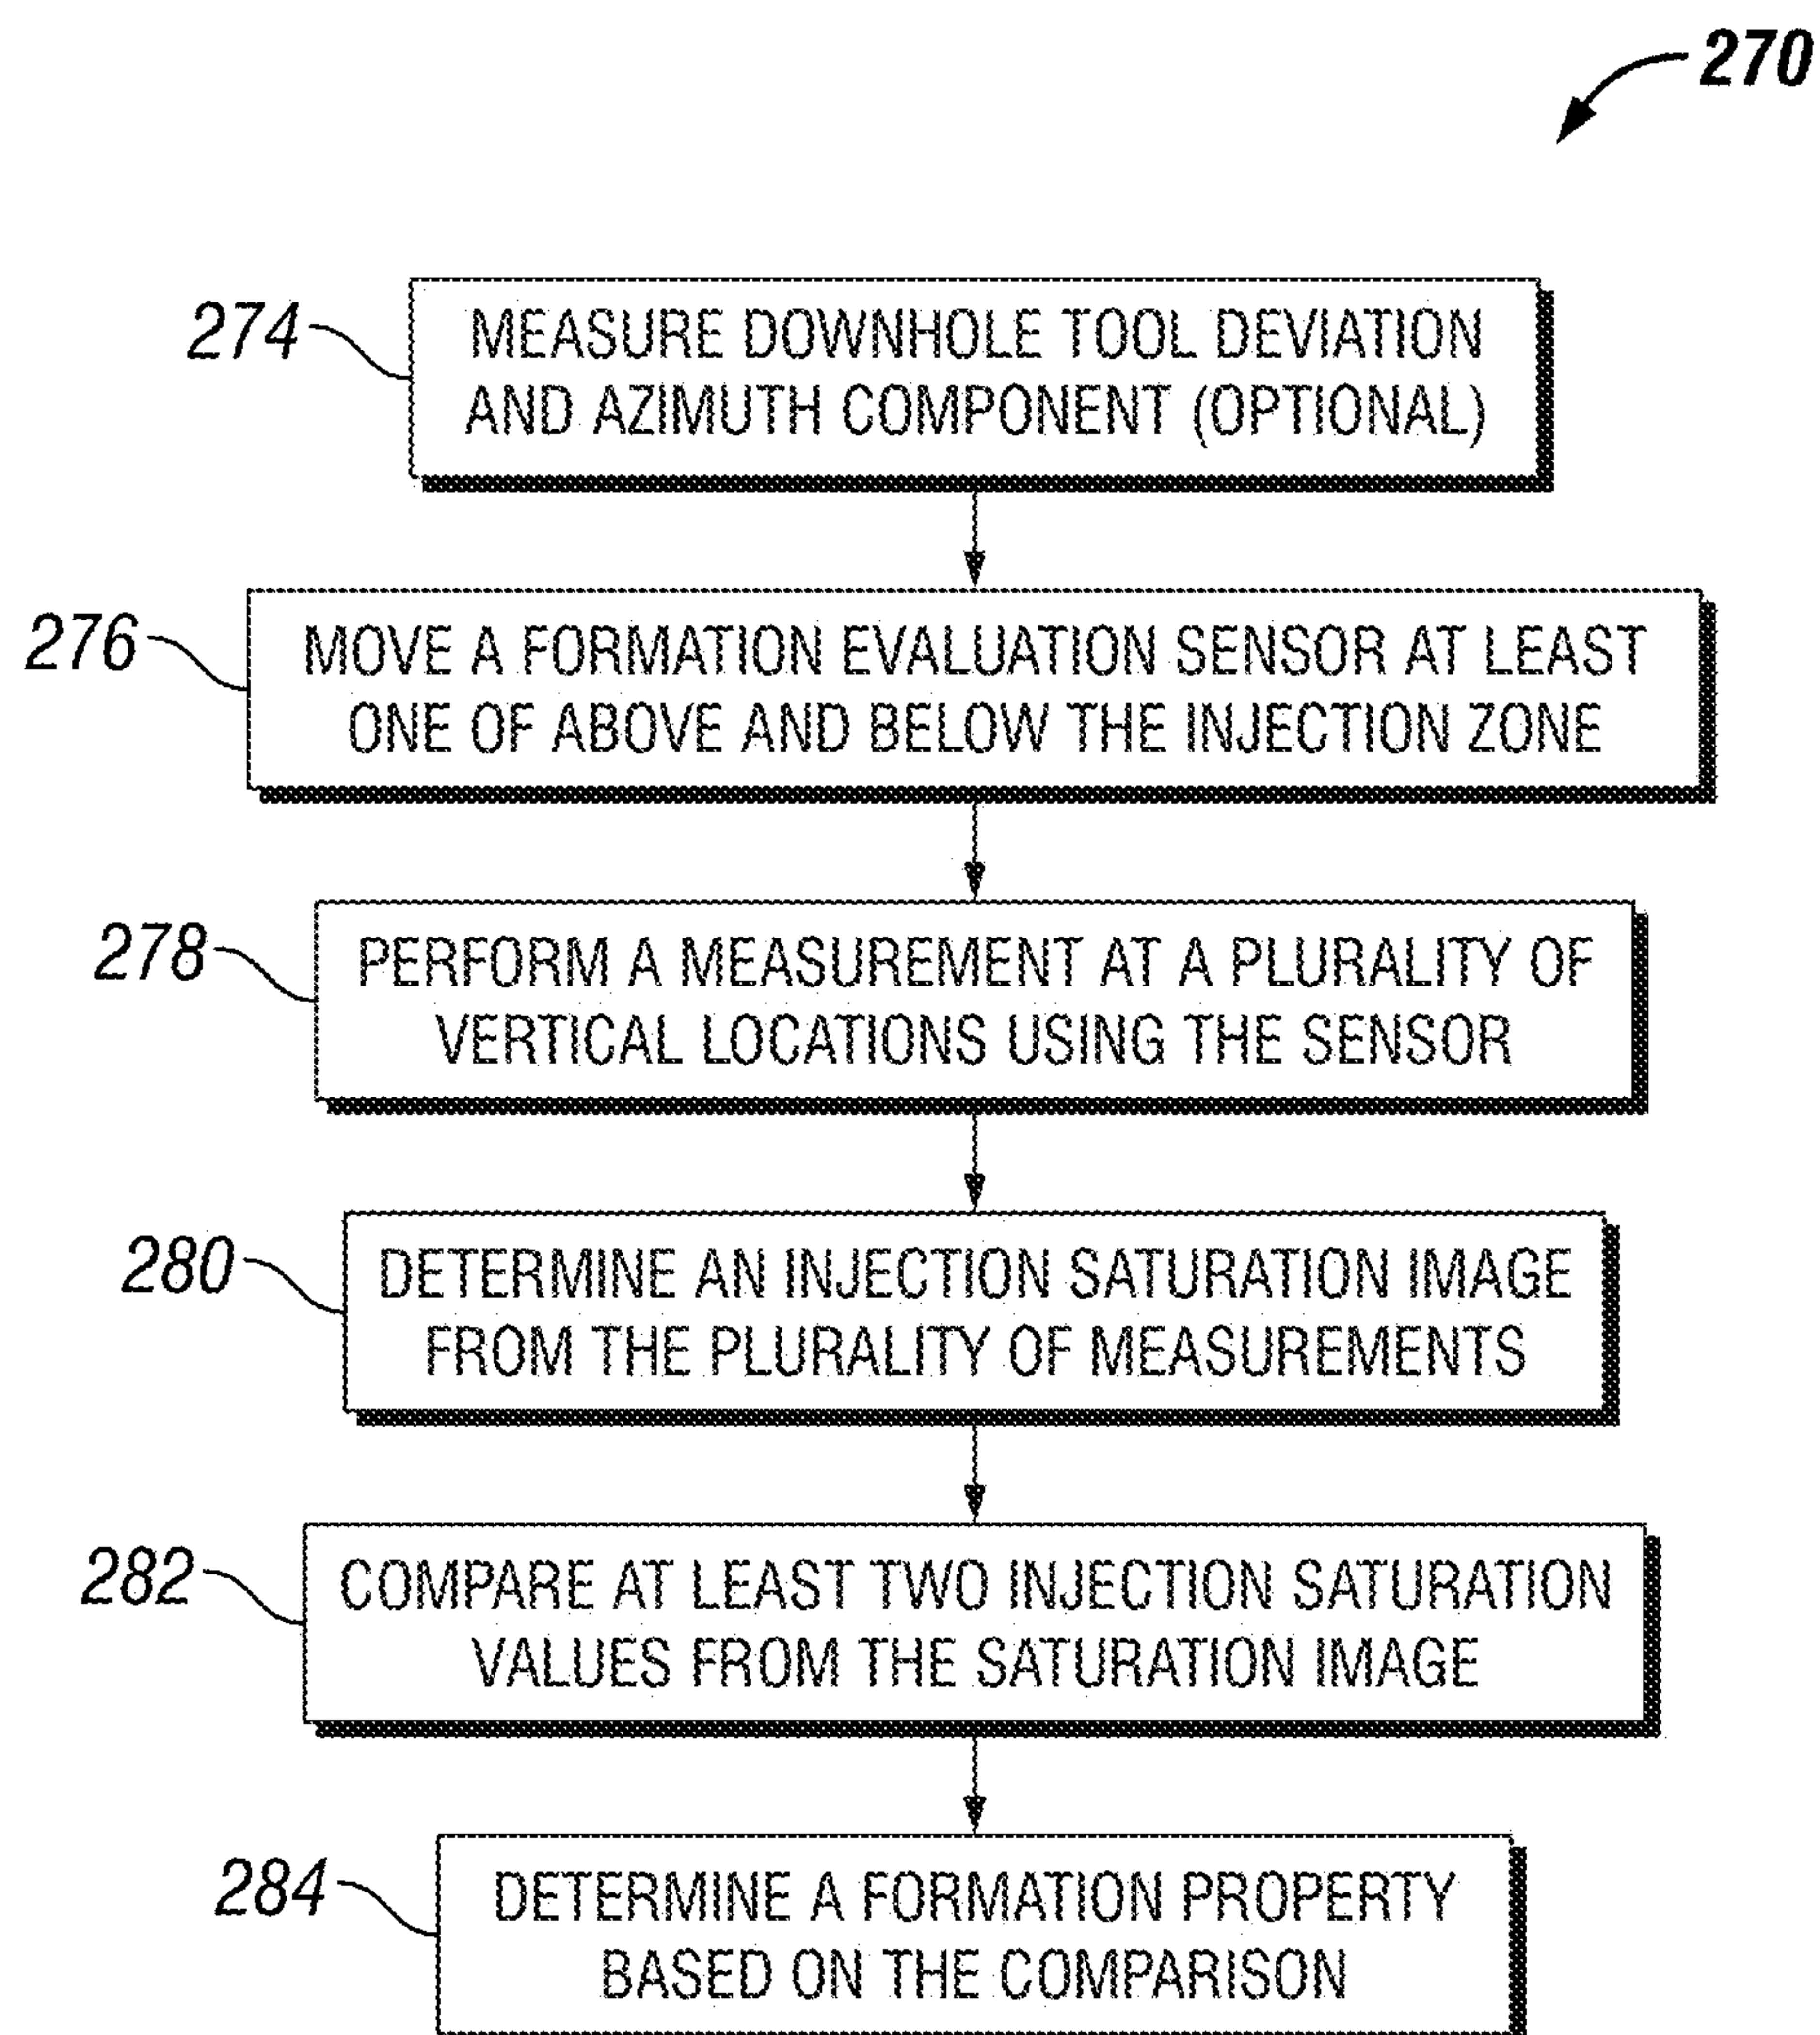 270
274
MEASURE DOWNHOLE TOOL DEVIATION
AND AZIMUTH COMPONENT (OPTIONAL)
276
MOVE A FORMATION EVALUATION SENSOR AT LEAST
ONE OF ABOVE AND BELOW THE INJECTION ZONE
278
PERFORM A MEASUREMENT AT A PLURALITY OF
VERTICAL LOCATIONS USING THE SENSOR
280
DETERMINE AN INJECTION SATURATION IMAGE
FROM THE PLURALITY OF MEASUREMENTS
282
COMPARE AT LEAST TWO INJECTION SATURATION
VALUES FROM THE SATURATION IMAGE
284
DETERMINE A FORMATION PROPERTY
BASED ON THE COMPARISON